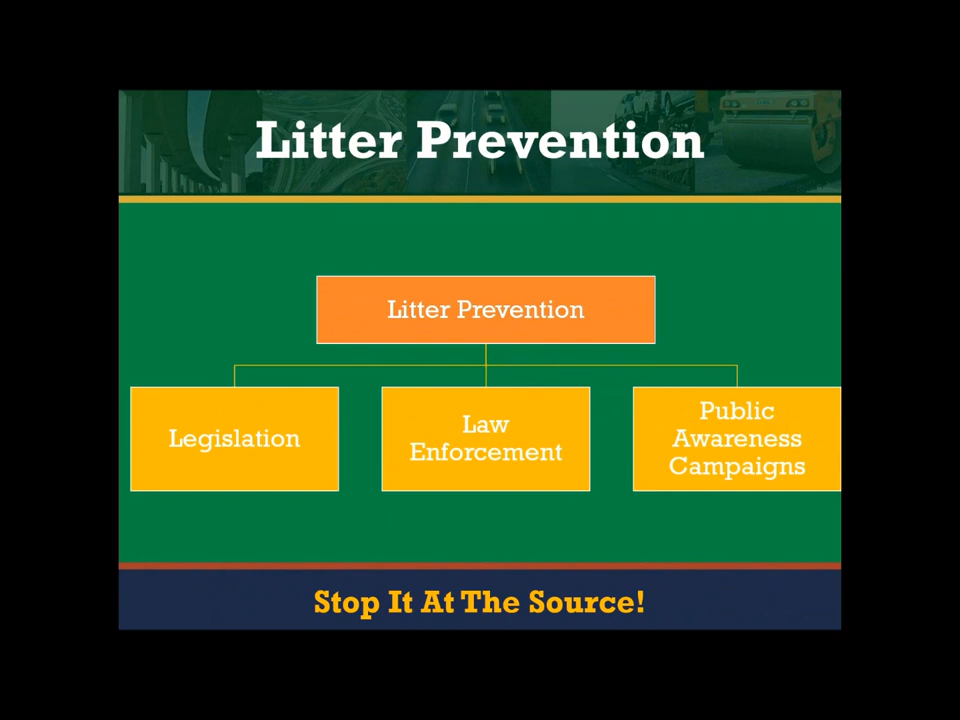 Litter Prevention
Litter Prevention
Legislation
Law
Enforcement
Public
Awareness
Campaigns
Stop It At The Source!